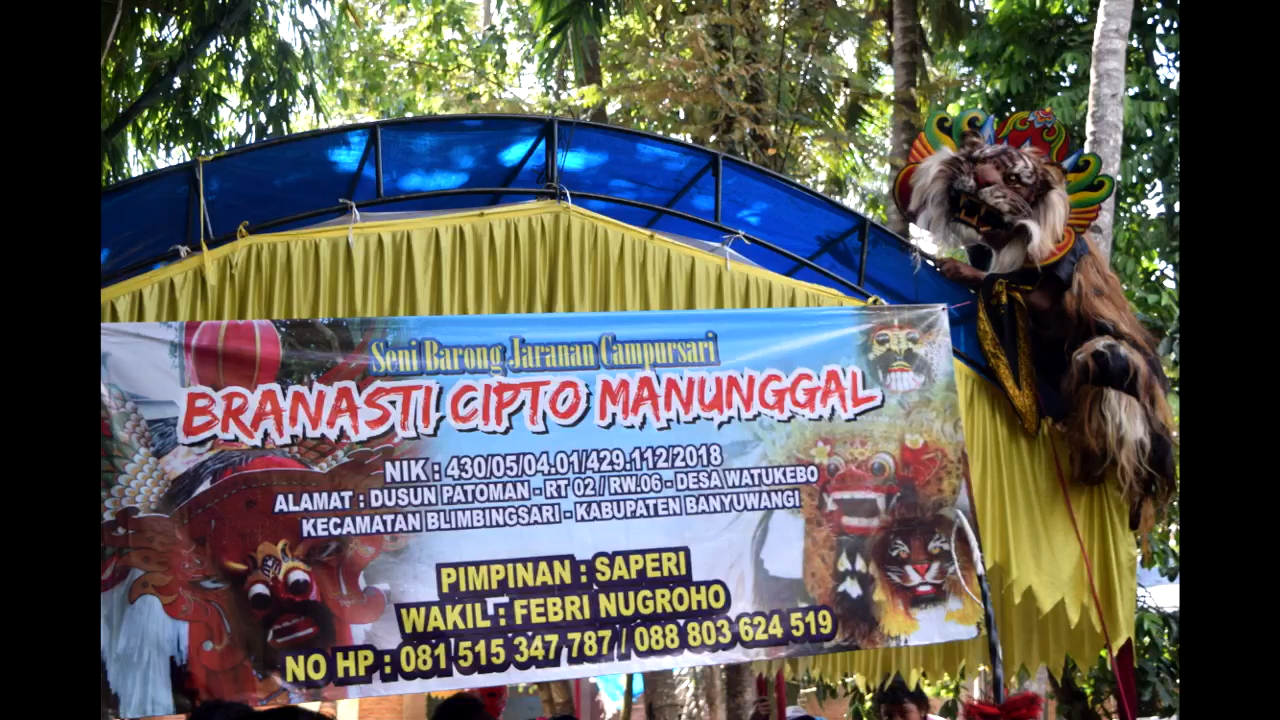 Seni Barong Jaranan Campursari
BRANASTI CIPTO MANUNGGAL
NIK : 430/05/04.01/429.112/2018
ALAMAT : DUSUN PATOMAN - RT 02 / RW.06 - DESA WATUKEBO
KECAMATAN BLIMBINGSARI - KABUPATEN BANYUWANGI
PIMPINAN : SAPERI
WAKIL : FEBRI NUGROHO
NO HP : 081 515 347 787 / 088 803 624 519